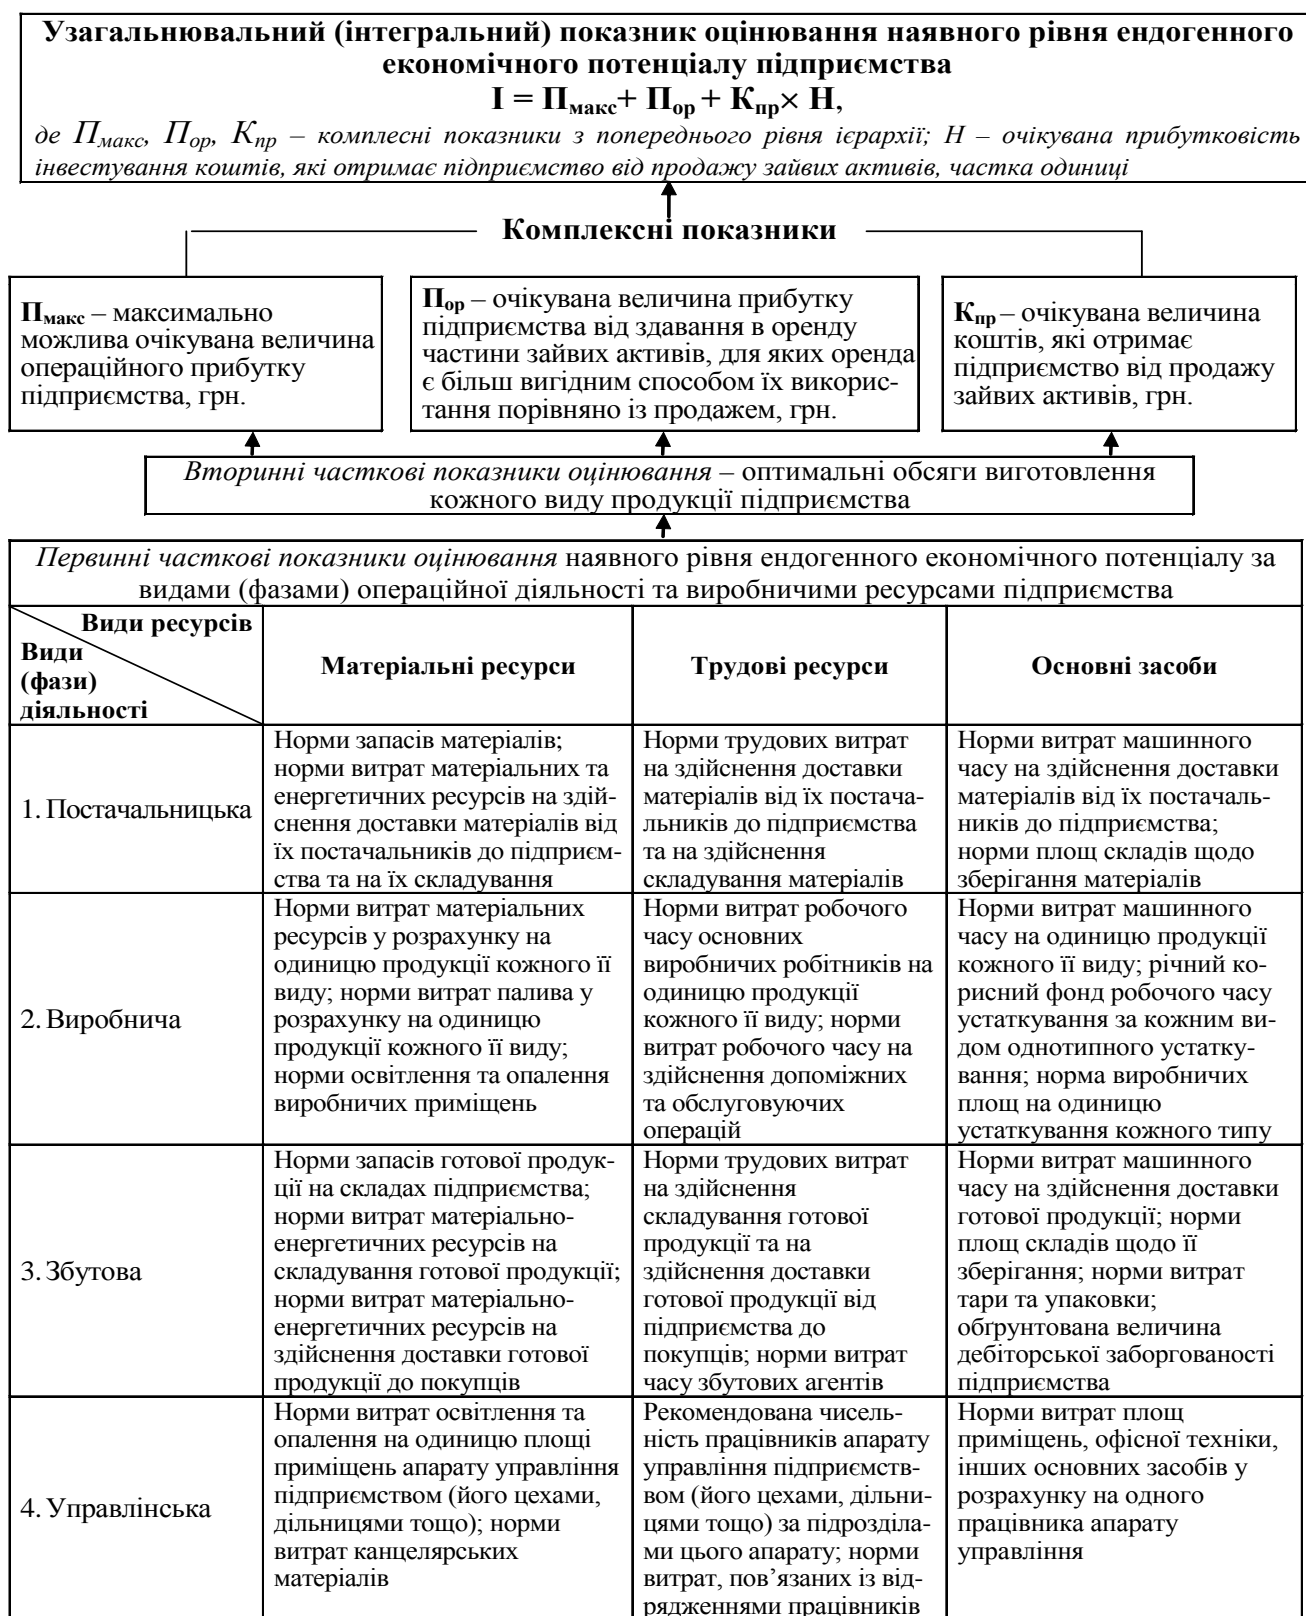 Узагальнювальний (інтегральний) показник оцінювання наявного рівня ендогенного
економічного потенціалу підприємства
І = Пмакс+ Пор + Кпр× Н,
де Пмакс, Пор, Кпр – комплесні показники з попереднього рівня ієрархії; Н – очікувана прибутковість
інвестування коштів, які отримає підприємство від продажу зайвих активів, частка одиниці
Комплексні показники
Пмакс – максимально
можлива очікувана величина
операційного прибутку
підприємства, грн.
Пор – очікувана величина прибутку
підприємства від здавання в оренду
частини зайвих активів, для яких оренда
є більш вигідним способом їх викорис-
тання порівняно із продажем, грн.
Кпр – очікувана величина
коштів, які отримає
підприємство від продажу
зайвих активів, грн.
Вторинні часткові показники оцінювання – оптимальні обсяги виготовлення
кожного виду продукції підприємства
Первинні часткові показники оцінювання наявного рівня ендогенного економічного потенціалу за
видами (фазами) операційної діяльності та виробничими ресурсами підприємства
Види ресурсів
Види
(фази)
діяльності
Матеріальні ресурси
Трудові ресурси
Основні засоби
1. Постачальницька
Норми запасів матеріалів;
норми витрат матеріальних та
енергетичних ресурсів на здій-
снення доставки матеріалів від
їх постачальників до підприєм-
ства та на їх складування
Норми трудових витрат
на здійснення доставки
матеріалів від їх постача-
льників до підприємства
та на здійснення
складування матеріалів
Норми витрат машинного
часу на здійснення доставки
матеріалів від їх постачаль-
ників до підприємства;
норми площ складів щодо
зберігання матеріалів
2. Виробнича
Норми витрат матеріальних
ресурсів у розрахунку на
одиницю продукції кожного її
виду; норми витрат палива у
розрахунку на одиницю
продукції кожного її виду;
норми освітлення та опалення
виробничих приміщень
Норми витрат робочого
часу основних
виробничих робітників на
одиницю продукції
кожного її виду; норми
витрат робочого часу на
здійснення допоміжних
та обслуговуючих
операцій
Норми витрат машинного
часу на одиницю продукції
кожного її виду; річний ко-
рисний фонд робочого часу
устаткування за кожним ви-
дом однотипного устатку-
вання; норма виробничих
площ на одиницю
устаткування кожного типу
3. Збутова
Норми запасів готової продук-
ції на складах підприємства;
норми витрат матеріально-
енергетичних ресурсів на
складування готової продукції;
норми витрат матеріально-
енергетичних ресурсів на
здійснення доставки готової
продукції до покупців
Норми трудових витрат
на здійснення
складування готової
продукції та на
здійснення доставки
готової продукції від
підприємства до
покупців; норми витрат
часу збутових агентів
Норми витрат машинного
часу на здійснення доставки
готової продукції; норми
площ складів щодо її
зберігання; норми витрат
тари та упаковки;
обґрунтована величина
дебіторської заборгованості
підприємства
4. Управлінська
Норми витрат освітлення та
опалення на одиницю площі
приміщень апарату управління
підприємством (його цехами,
дільницями тощо); норми
витрат канцелярських
матеріалів
Рекомендована чисель-
ність працівників апарату
управління підприємст-
вом (його цехами, дільни-
цями тощо) за підрозділа-
ми цього апарату; норми
витрат, пов’язаних із від-
рядженнями працівників
Норми витрат площ
приміщень, офісної техніки,
інших основних засобів у
розрахунку на одного
працівника апарату
управління